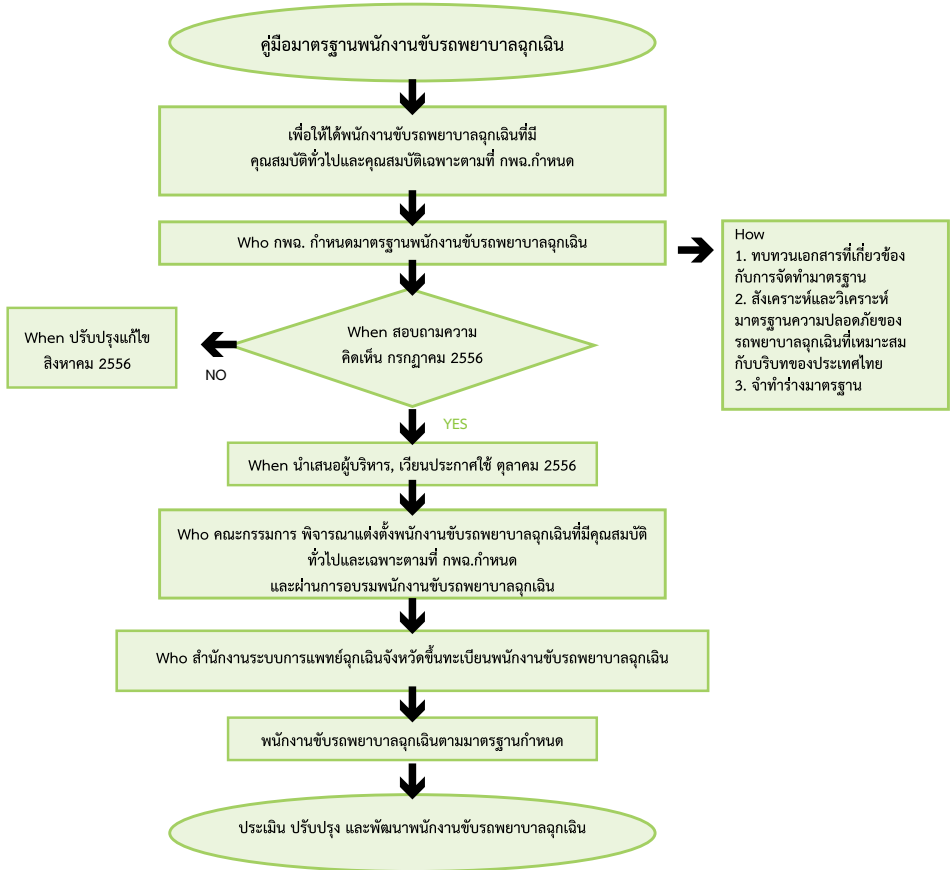 คู่มือมาตรฐานพนักงานขับรถพยาบาลฉุกเฉิน
เพื่อให้ได้พนักงานขับรถพยาบาลฉุกเฉินที่มี
คุณสมบัติทั่วไปและคุณสมบัติเฉพาะตามที่ กพฉ.กำหนด
Who กพฉ. กำหนดมาตรฐานพนักงานขับรถพยาบาลฉุกเฉิน
How
1. ทบทวนเอกสารที่เกี่ยวข้อง
กับการจัดทำมาตรฐาน
2. สังเคราะห์และวิเคราะห์
มาตรฐานความปลอดภัยของ
รถพยาบาลฉุกเฉินที่เหมาะสม
กับบริบทของประเทศไทย
3. จำทำร่างมาตรฐาน
When สอบถามความ
คิดเห็น กรกฎาคม 2556
When ปรับปรุงแก้ไข
สิงหาคม 2556
NO
YES
When นำเสนอผู้บริหาร, เวียนประกาศใช้ ตุลาคม 2556
Who คณะกรรมการ พิจารณาแต่งตั้งพนักงานขับรถพยาบาลฉุกเฉินที่มีคุณสมบัติ
ทั่วไปและเฉพาะตามที่ กพฉ.กำหนด
และผ่านการอบรมพนักงานขับรถพยาบาลฉุกเฉิน
Who สำนักงานระบบการแพทย์ฉุกเฉินจังหวัดขึ้นทะเบียนพนักงานขับรถพยาบาลฉุกเฉิน
พนักงานขับรถพยาบาลฉุกเฉินตามมาตรฐานกำหนด
ประเมิน ปรับปรุง และพัฒนาพนักงานขับรถพยาบาลฉุกเฉิน